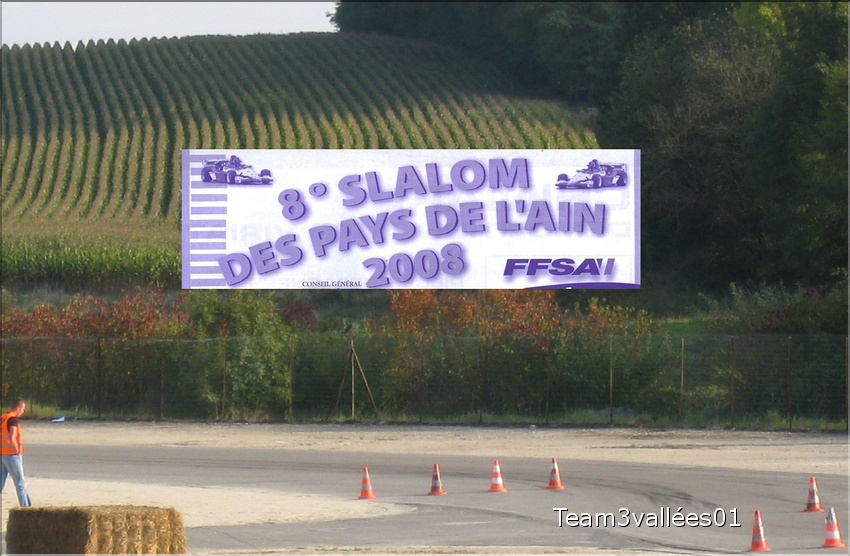 8° SLALOM
DES PAYS DE L'AIN
2008
CONSEIL GÉNÉRAL
FFSA
Team3vallées01